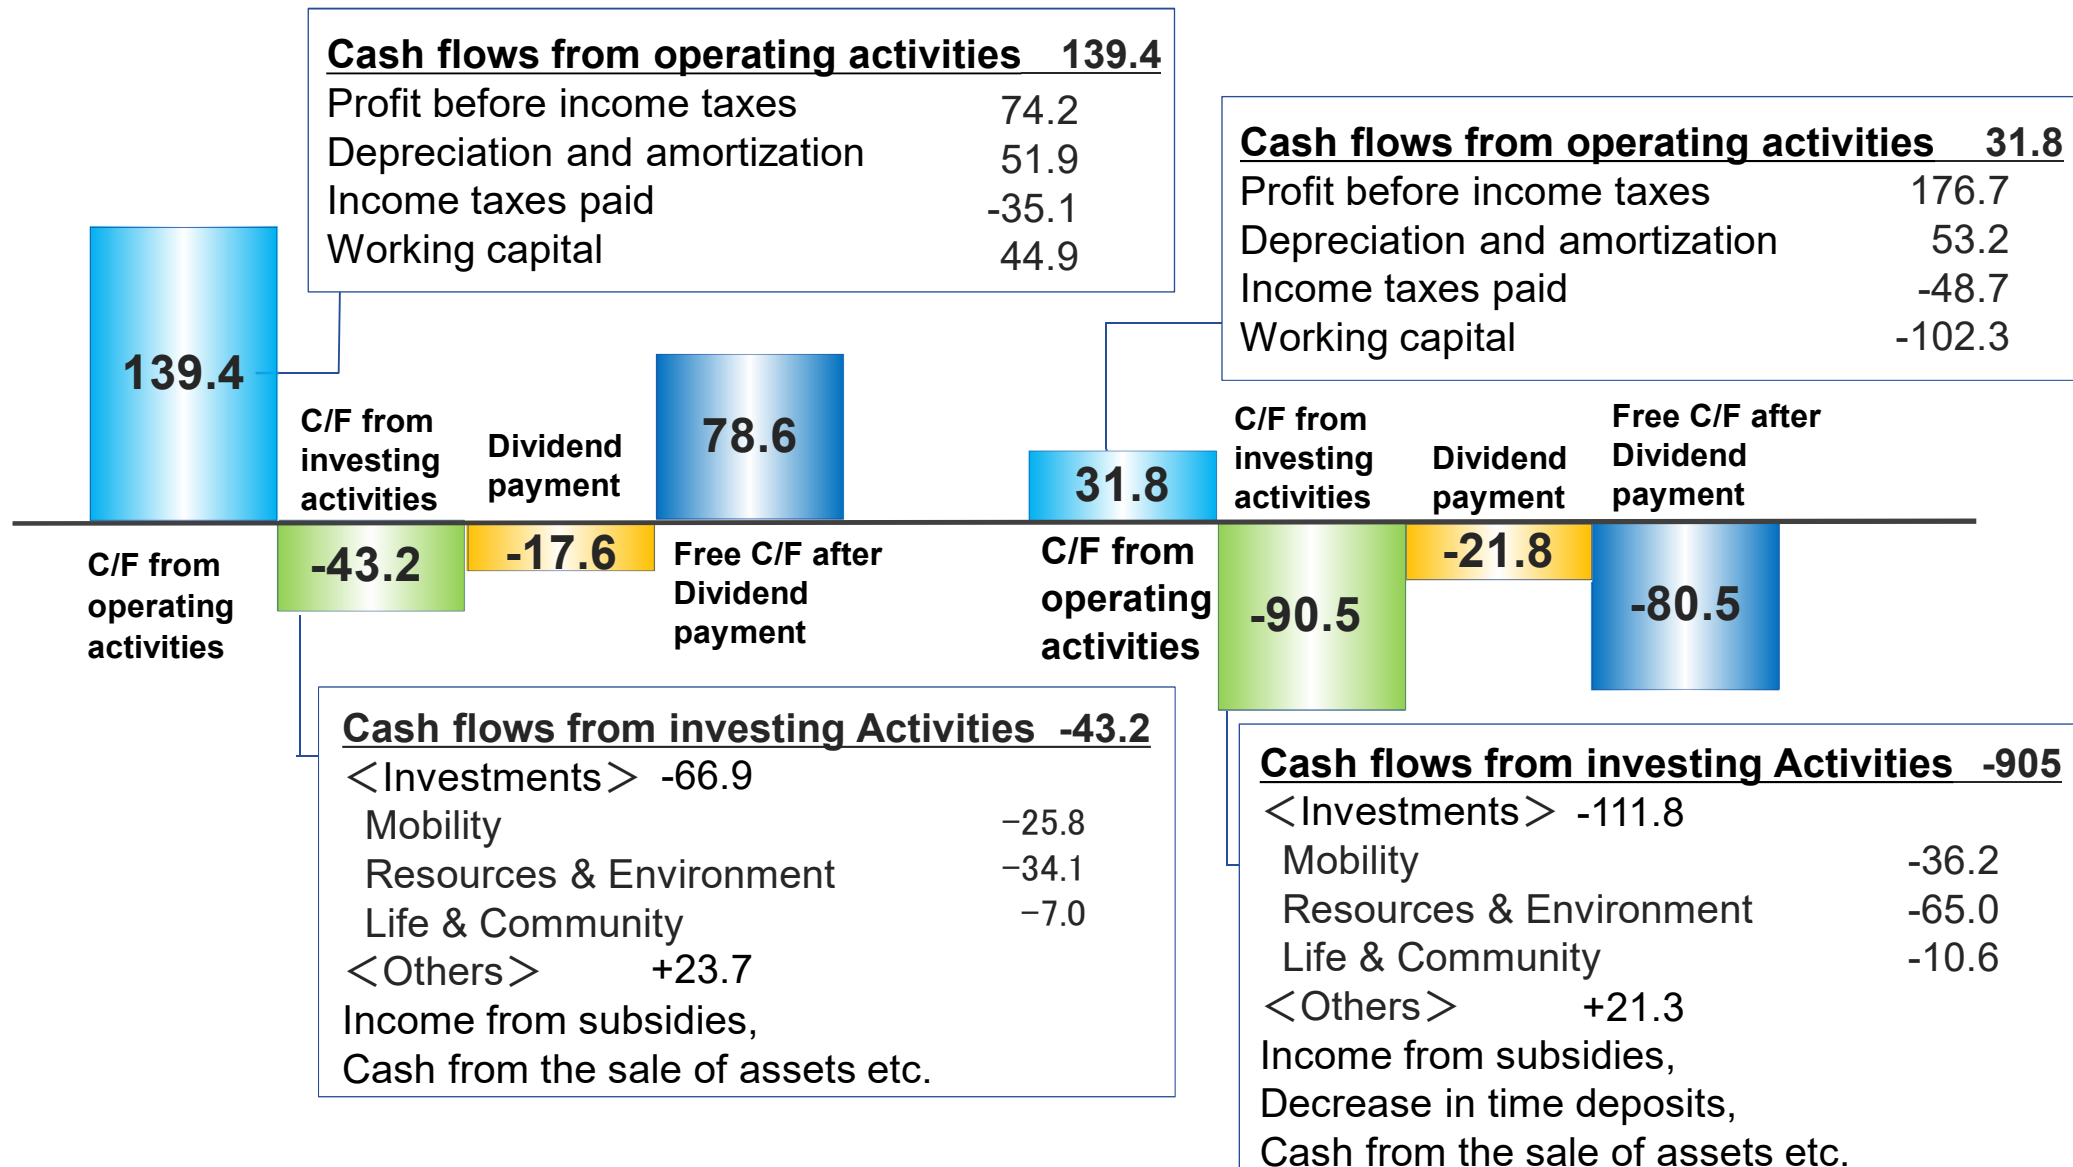 Cash flows from operating activities 139.4
Profit before income taxes 74.2
Depreciation and amortization 51.9
Income taxes paid -35.1
Working capital 44.9
139.4
C/F from
operating
activities
C/F from
investing
activities
-43.2
Dividend
payment
-17.6
78.6
Free C/F after
Dividend
payment
Cash flows from investing Activities -43.2
＜Investments＞ -66.9
Mobility −25.8
Resources & Environment −34.1
Life & Community −7.0
＜Others＞ +23.7
Income from subsidies,
Cash from the sale of assets etc.
Cash flows from operating activities 31.8
Profit before income taxes 176.7
Depreciation and amortization 53.2
Income taxes paid -48.7
Working capital -102.3
31.8
C/F from
operating
activities
C/F from
investing
activities
-90.5
Dividend
payment
-21.8
Free C/F after
Dividend
payment
-80.5
Cash flows from investing Activities -905
＜Investments＞ -111.8
Mobility -36.2
Resources & Environment -65.0
Life & Community -10.6
＜Others＞ +21.3
Income from subsidies,
Decrease in time deposits,
Cash from the sale of assets etc.